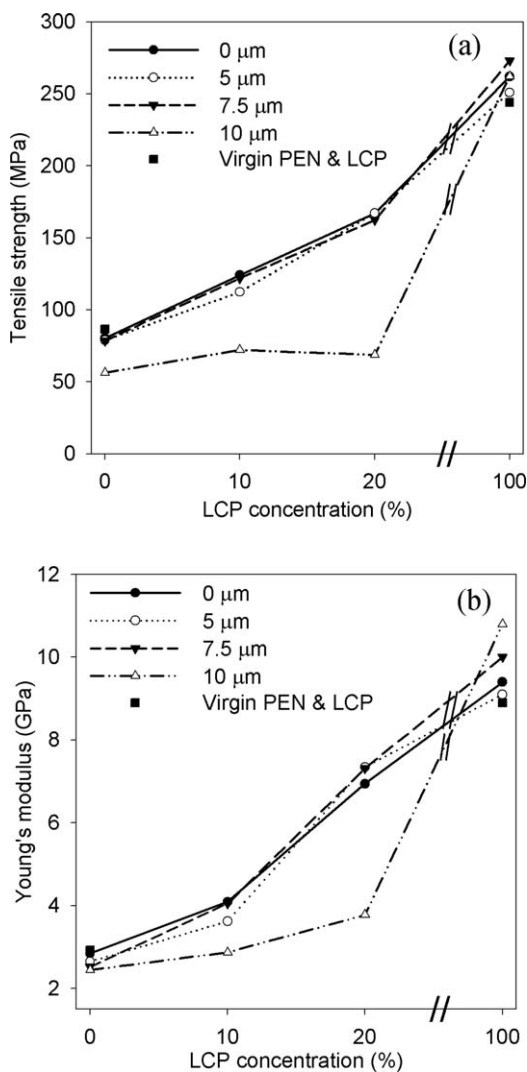 300
250
200
150
100
50
0
Tensile strength (MPa)
(a)
0 µm
5 µm
7.5 µm
10 µm
Virgin PEN & LCP
0 10 20 100
LCP concentration (%)
12
10
8
6
4
2
Young's modulus (GPa)
(b)
0 µm
5 µm
7.5 µm
10 µm
Virgin PEN & LCP
0 10 20 100
LCP concentration (%)